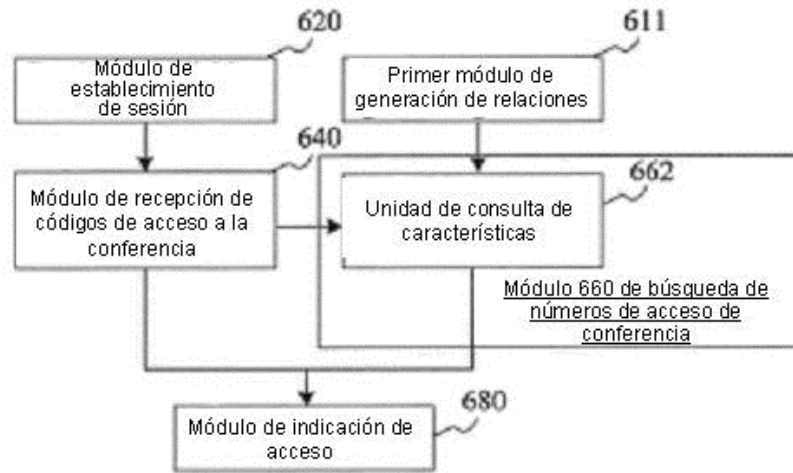 620
611
Módulo de
establecimiento
de sesión
Primer módulo de
generación de relaciones
640
662
Módulo de recepción de
códigos de acceso a la
conferencia
Unidad de consulta de
características
Módulo 660 de búsqueda de
números de acceso de
conferencia
680
Módulo de indicación de
acceso